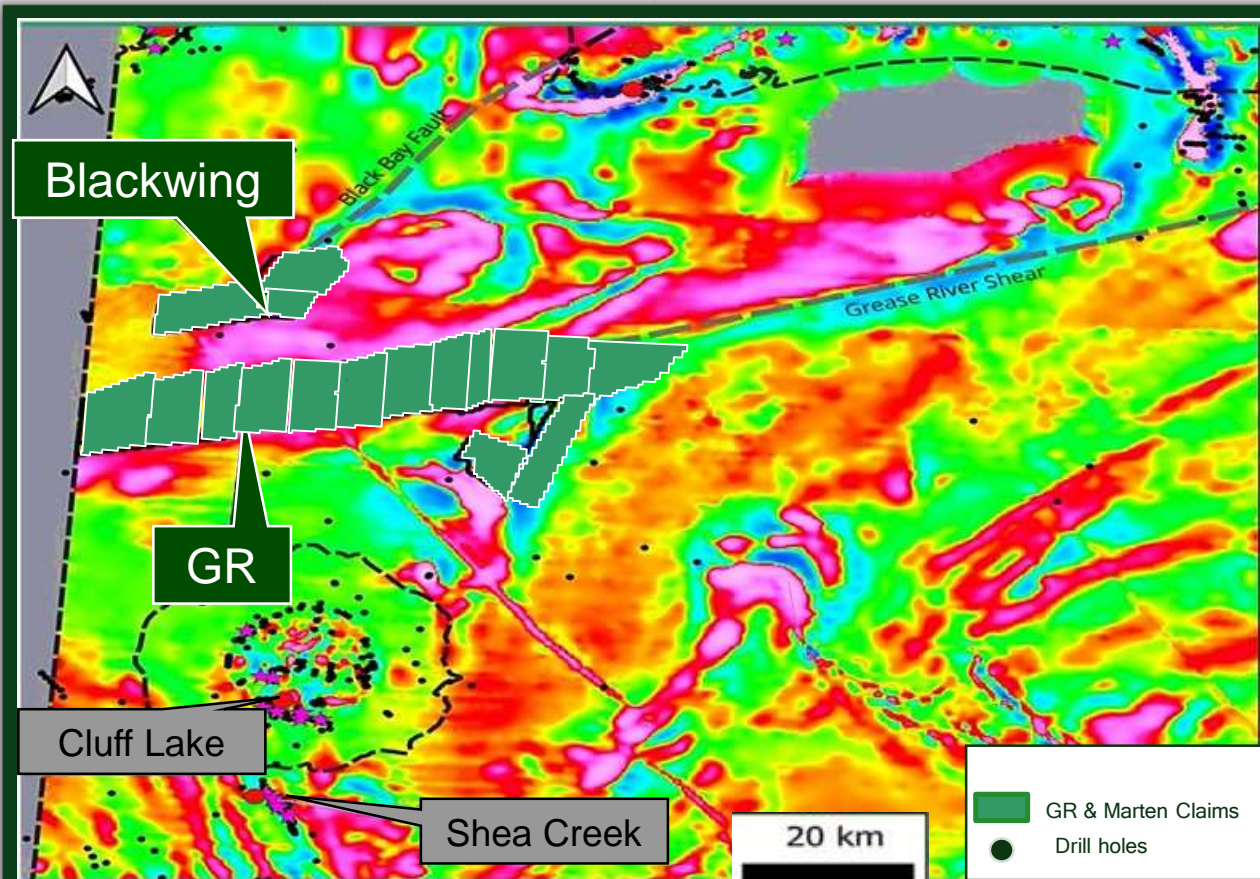 Black Bay Fault
Blackwing
Grease River Shear
GR
Cluff Lake
Shea Creek
20 km
GR & Marten Claims
Drill holes